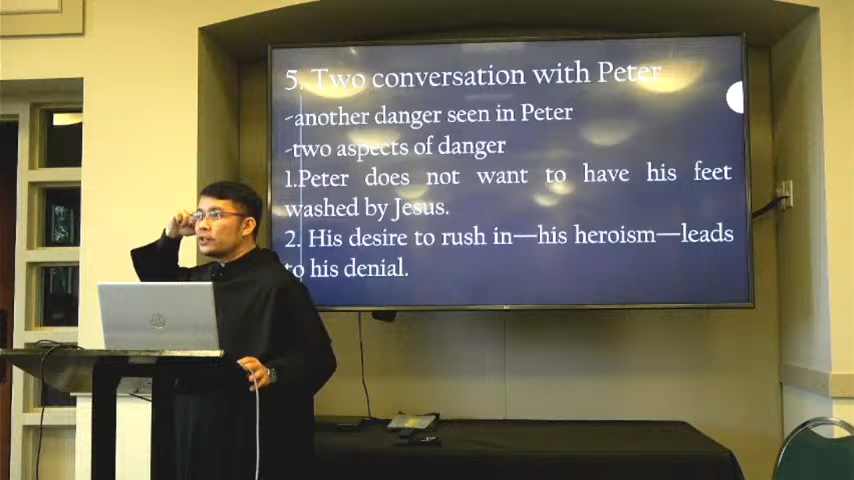 5. Two conversation with Peter
-another danger seen in Peter
-two aspects of danger
1.Peter does not want to have his feet
washed by Jesus.
2. His desire to rush in—his heroism—leads
to his denial.
hp